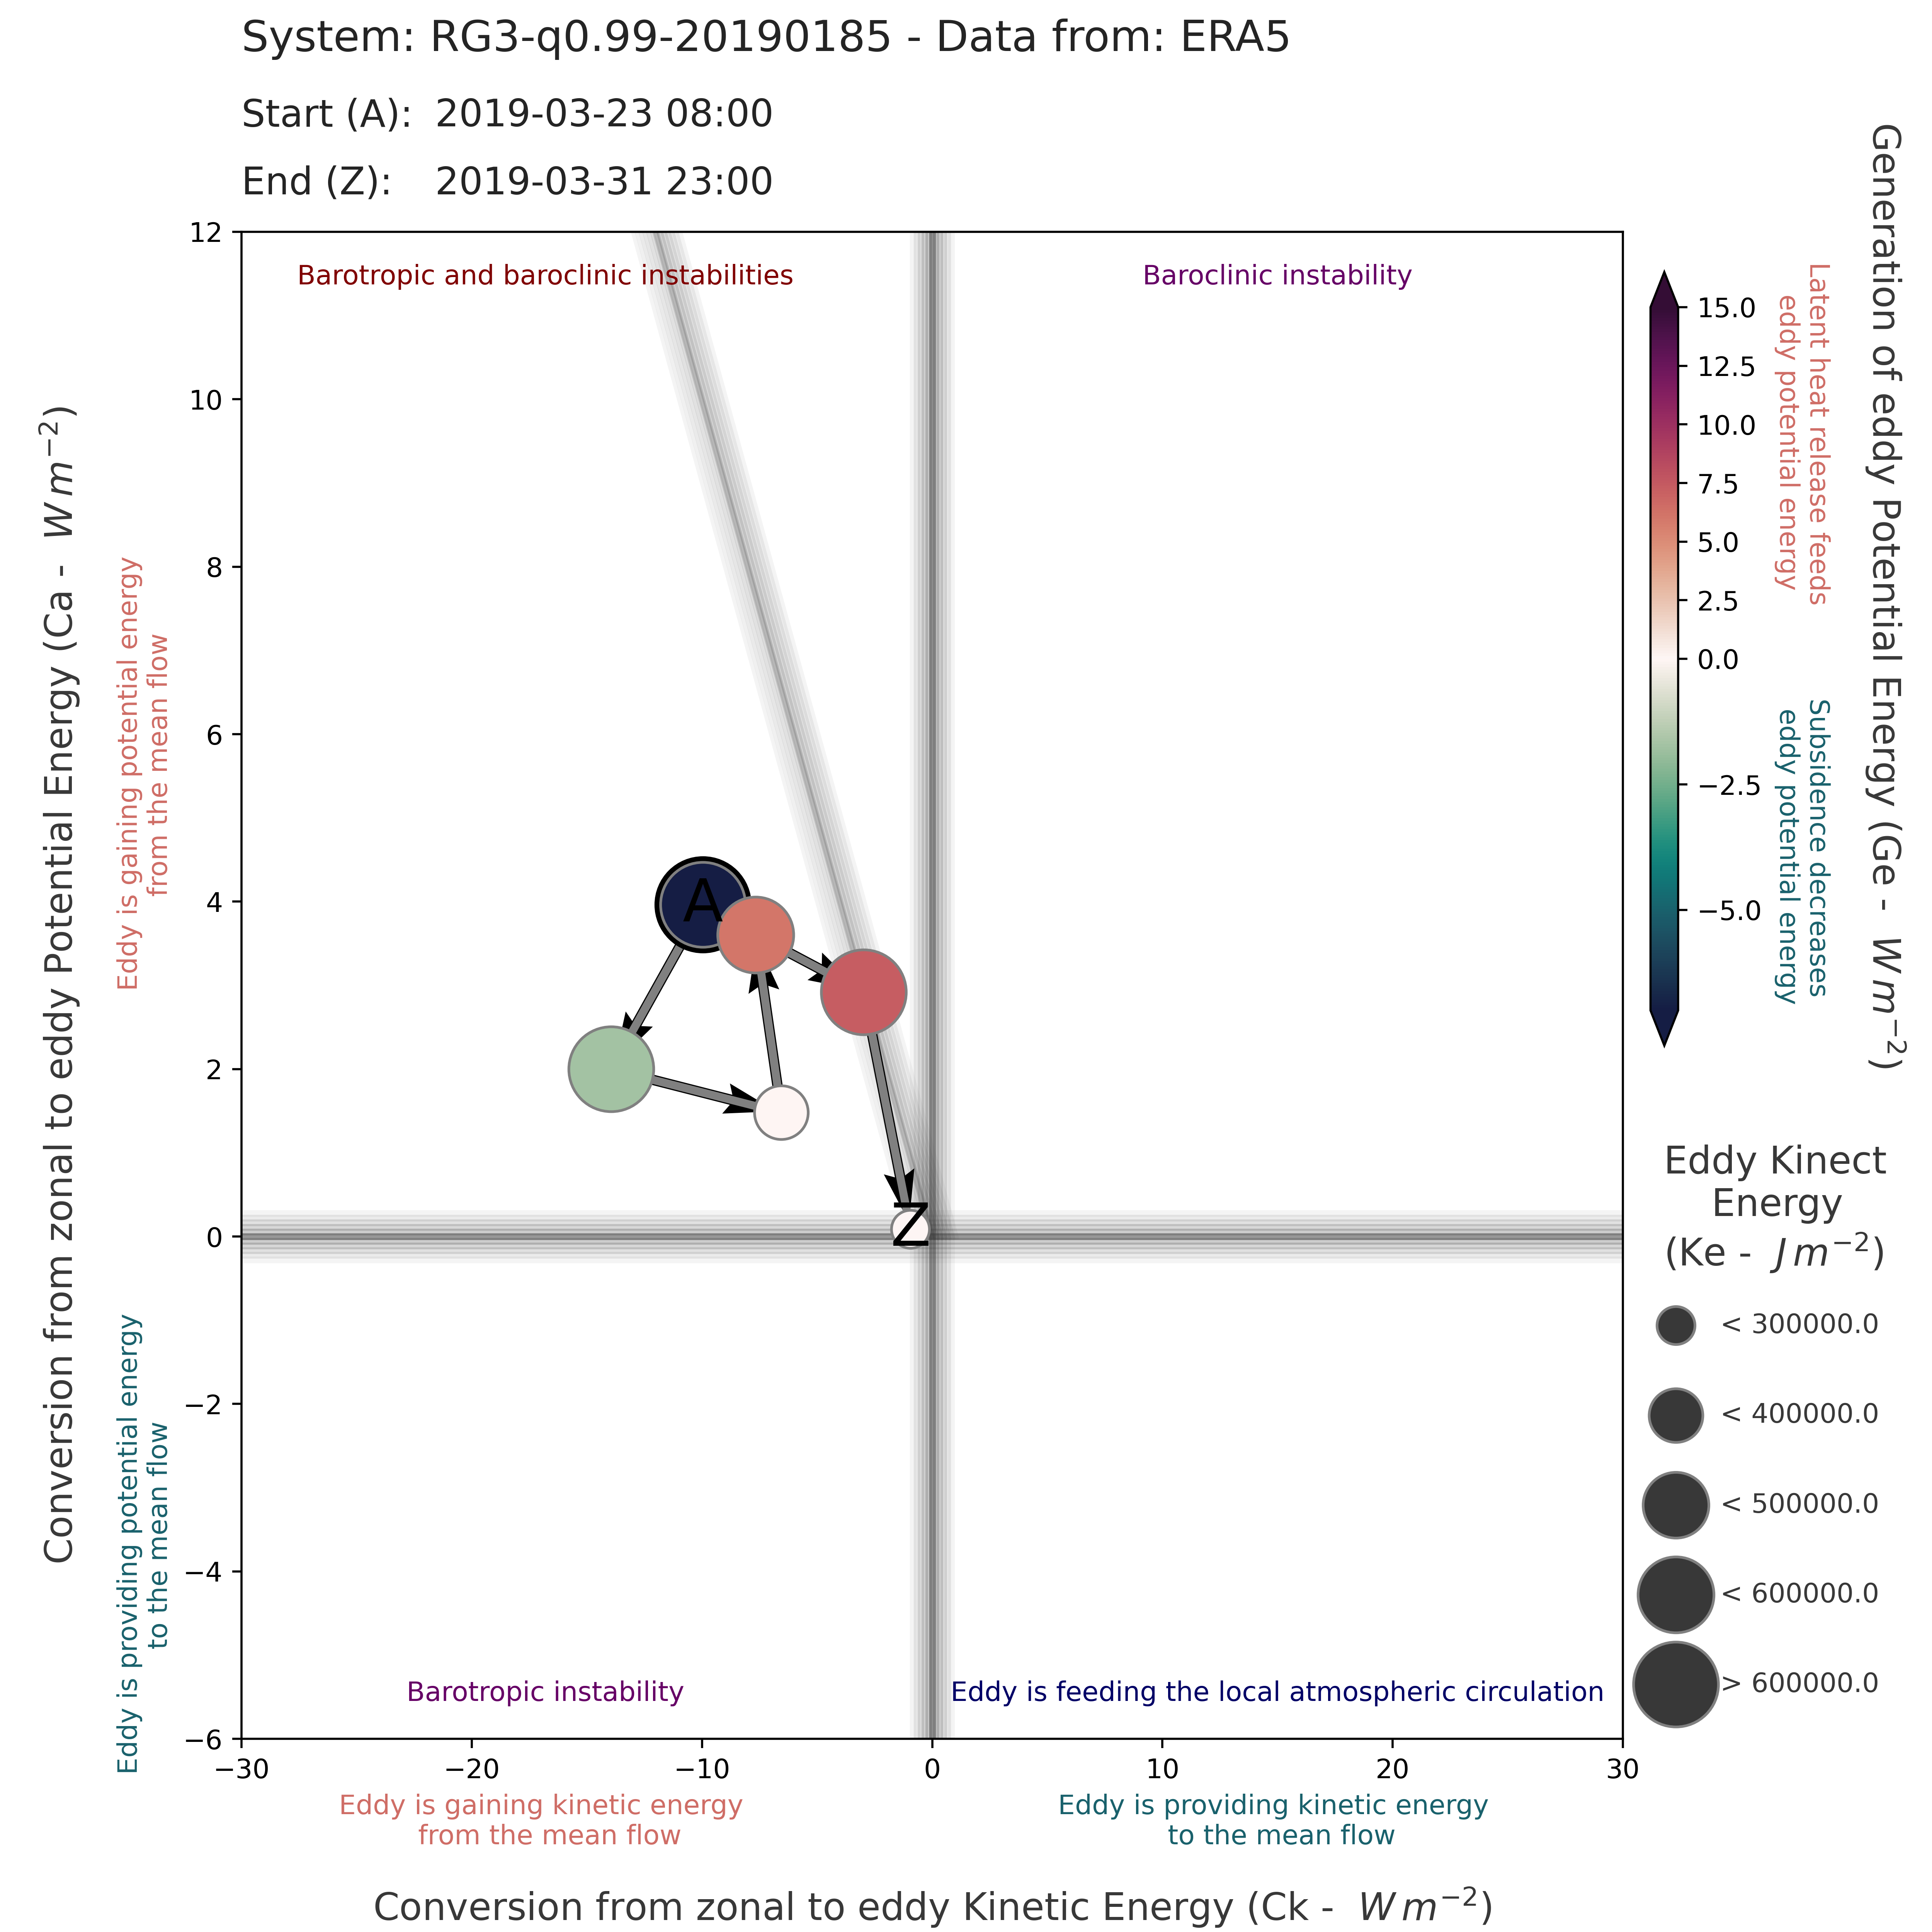 System: RG3-q0.99-20190185 - Data from: ERA5
Start (A): 2019-03-23 08:00
End (Z): 2019-03-31 23:00
Conversion from zonal to eddy Potential Energy (Ca - W m⁻²)
Eddy is gaining potential energy
from the mean flow
Eddy is providing potential energy
to the mean flow
12
10
8
6
4
2
0
−2
−4
−6
Barotropic and baroclinic instabilities
Baroclinic instability
A
Z
Barotropic instability
Eddy is feeding the local atmospheric circulation
−30
−20
−10
0
10
20
30
Eddy is gaining kinetic energy
from the mean flow
Eddy is providing kinetic energy
to the mean flow
Conversion from zonal to eddy Kinetic Energy (Ck - W m⁻²)
15.0
12.5
10.0
7.5
5.0
2.5
0.0
−2.5
−5.0
Latent heat release feeds
eddy potential energy
Subsidence decreases
eddy potential energy
Generation of eddy Potential Energy (Ge - W m⁻²)
Eddy Kinect
Energy
(Ke - J m⁻²)
< 300000.0
< 400000.0
< 500000.0
< 600000.0
> 600000.0